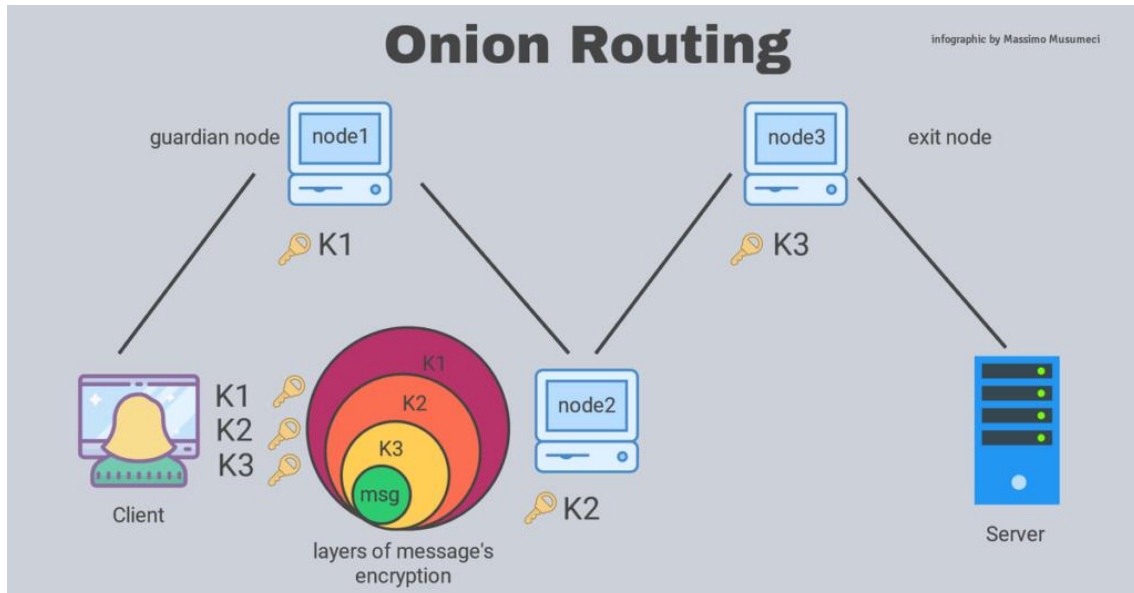 Onion Routing
infographic by Massimo Musumeci
guardian node
node1
node3
exit node
K1
K3
K1
K2
K3
K1
K2
K3
msg
node2
K2
Client
layers of message's
encryption
Server